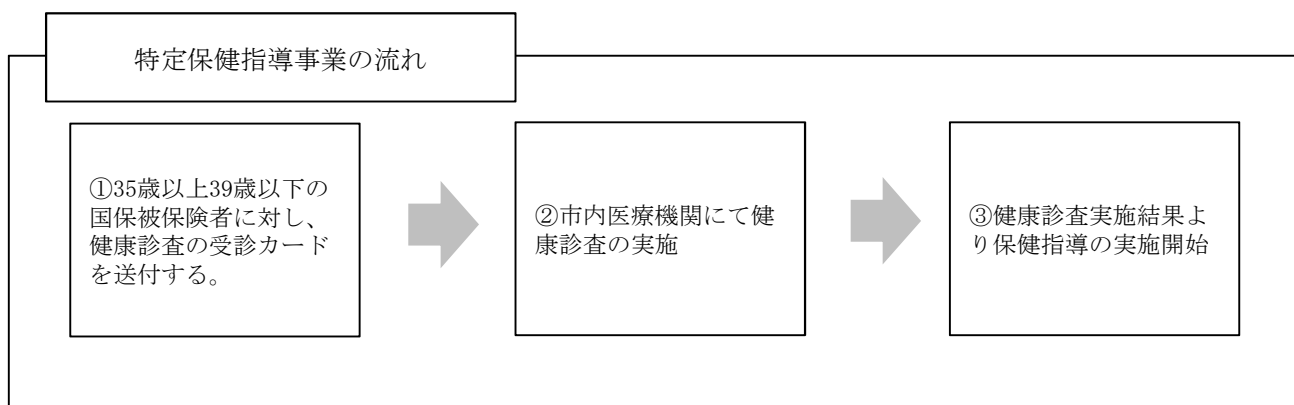 特定保健指導事業の流れ
①35歳以上39歳以下の
国保被保険者に対し、
健康診査の受診カード
を送付する。
②市内医療機関にて健
康診査の実施
③健康診査実施結果よ
り保健指導の実施開始